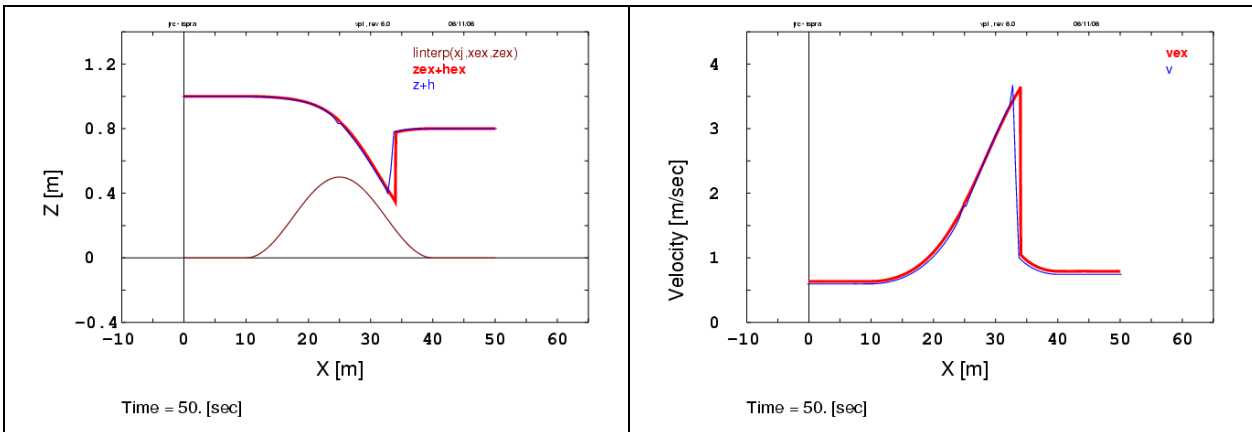 jrc - ispra vpl , rev 6.0 06/11/06
linterp(xj,xex,zex)
zex+hex
z+h
1.2
0.8
0.4
0
-0.4
Z [m]
-10 0 10 20 30 40 50 60
X [m]
Time = 50. [sec]
jrc - ispra vpl , rev 6.0 06/11/06
vex
v
4
3
2
1
0
Velocity [m/sec]
-10 0 10 20 30 40 50 60
X [m]
Time = 50. [sec]